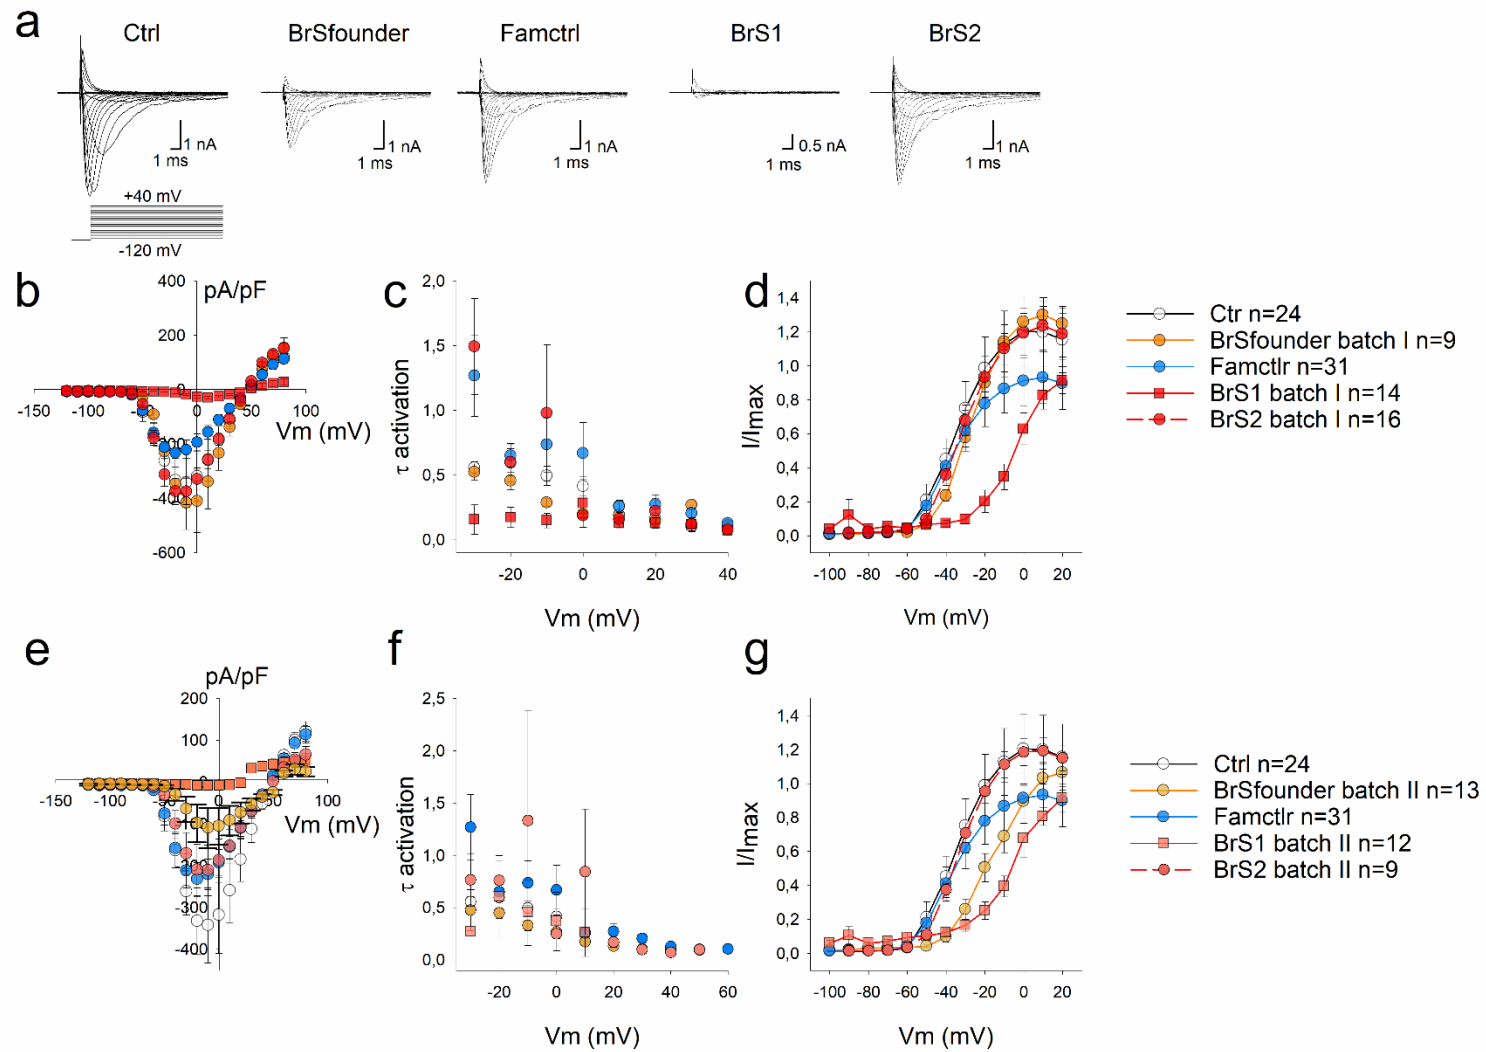 a
Ctrl
BrSfounder
Famctrl
BrS1
BrS2
1 nA
1 ms
1 nA
1 ms
1 nA
1 ms
0.5 nA
1 ms
1 nA
1 ms
+40 mV
-120 mV
b
pA/pF
400
200
0
-400
-600
-150
-100
-50
0
50
100
Vm (mV)
c
τ activation
2,0
1,5
1,0
0,5
0,0
-20
0
20
40
Vm (mV)
d
I/Imax
1,4
1,2
1,0
0,8
0,6
0,4
0,2
0,0
-100
-80
-60
-40
-20
0
20
Vm (mV)
Ctr n=24
BrSfounder batch I n=9
Famctlr n=31
BrS1 batch I n=14
BrS2 batch I n=16
e
pA/pF
200
100
0
-300
-400
-150
-100
-50
0
50
100
Vm (mV)
f
τ activation
2,5
2,0
1,5
1,0
0,5
0,0
-20
0
20
40
60
Vm (mV)
g
I/Imax
1,4
1,2
1,0
0,8
0,6
0,4
0,2
0,0
-100
-80
-60
-40
-20
0
20
Vm (mV)
Ctrl n=24
BrSfounder batch II n=13
Famctlr n=31
BrS1 batch II n=12
BrS2 batch II n=9